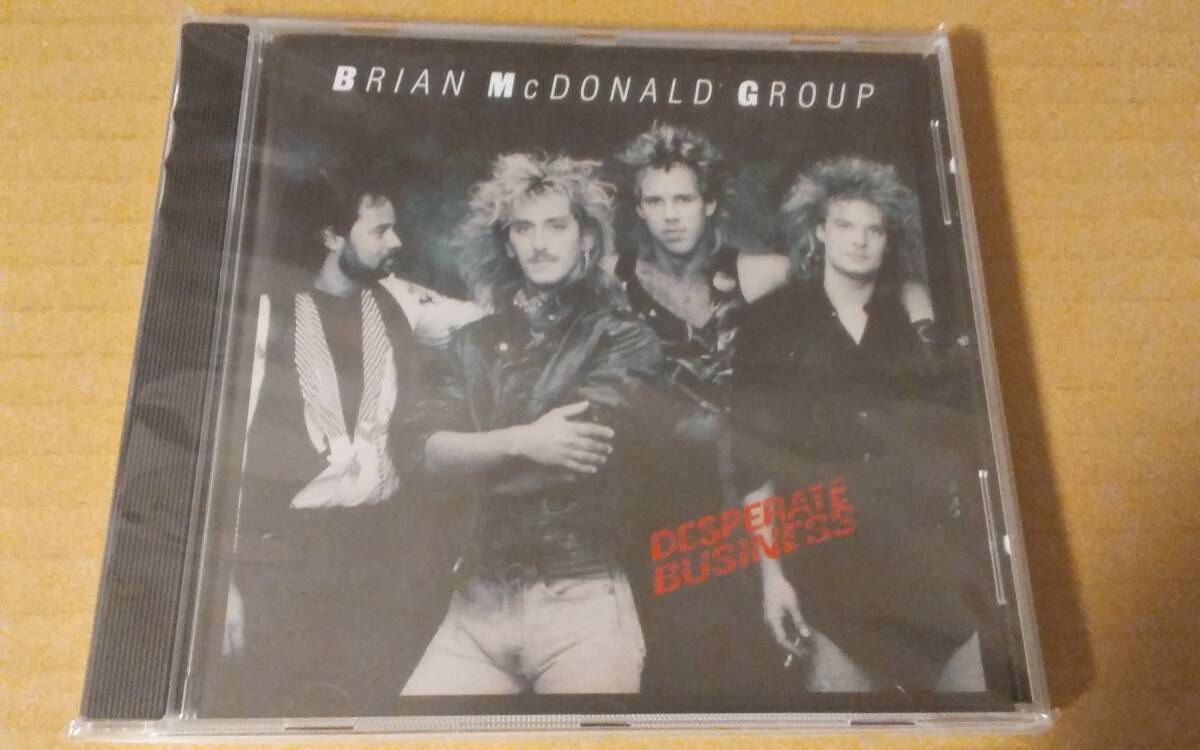 BRIAN McDONALD GROUP
DESPERATE
BUSINESS